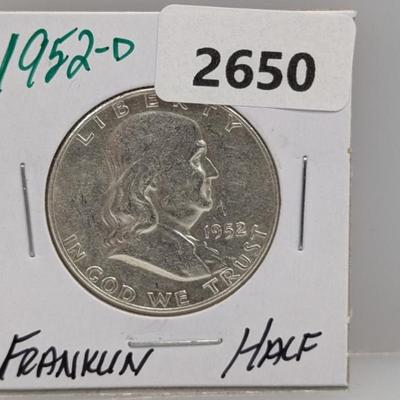 1952-D
2650
LIBERTY
1952
IN GOD WE TRUST
FRANKLIN HALF